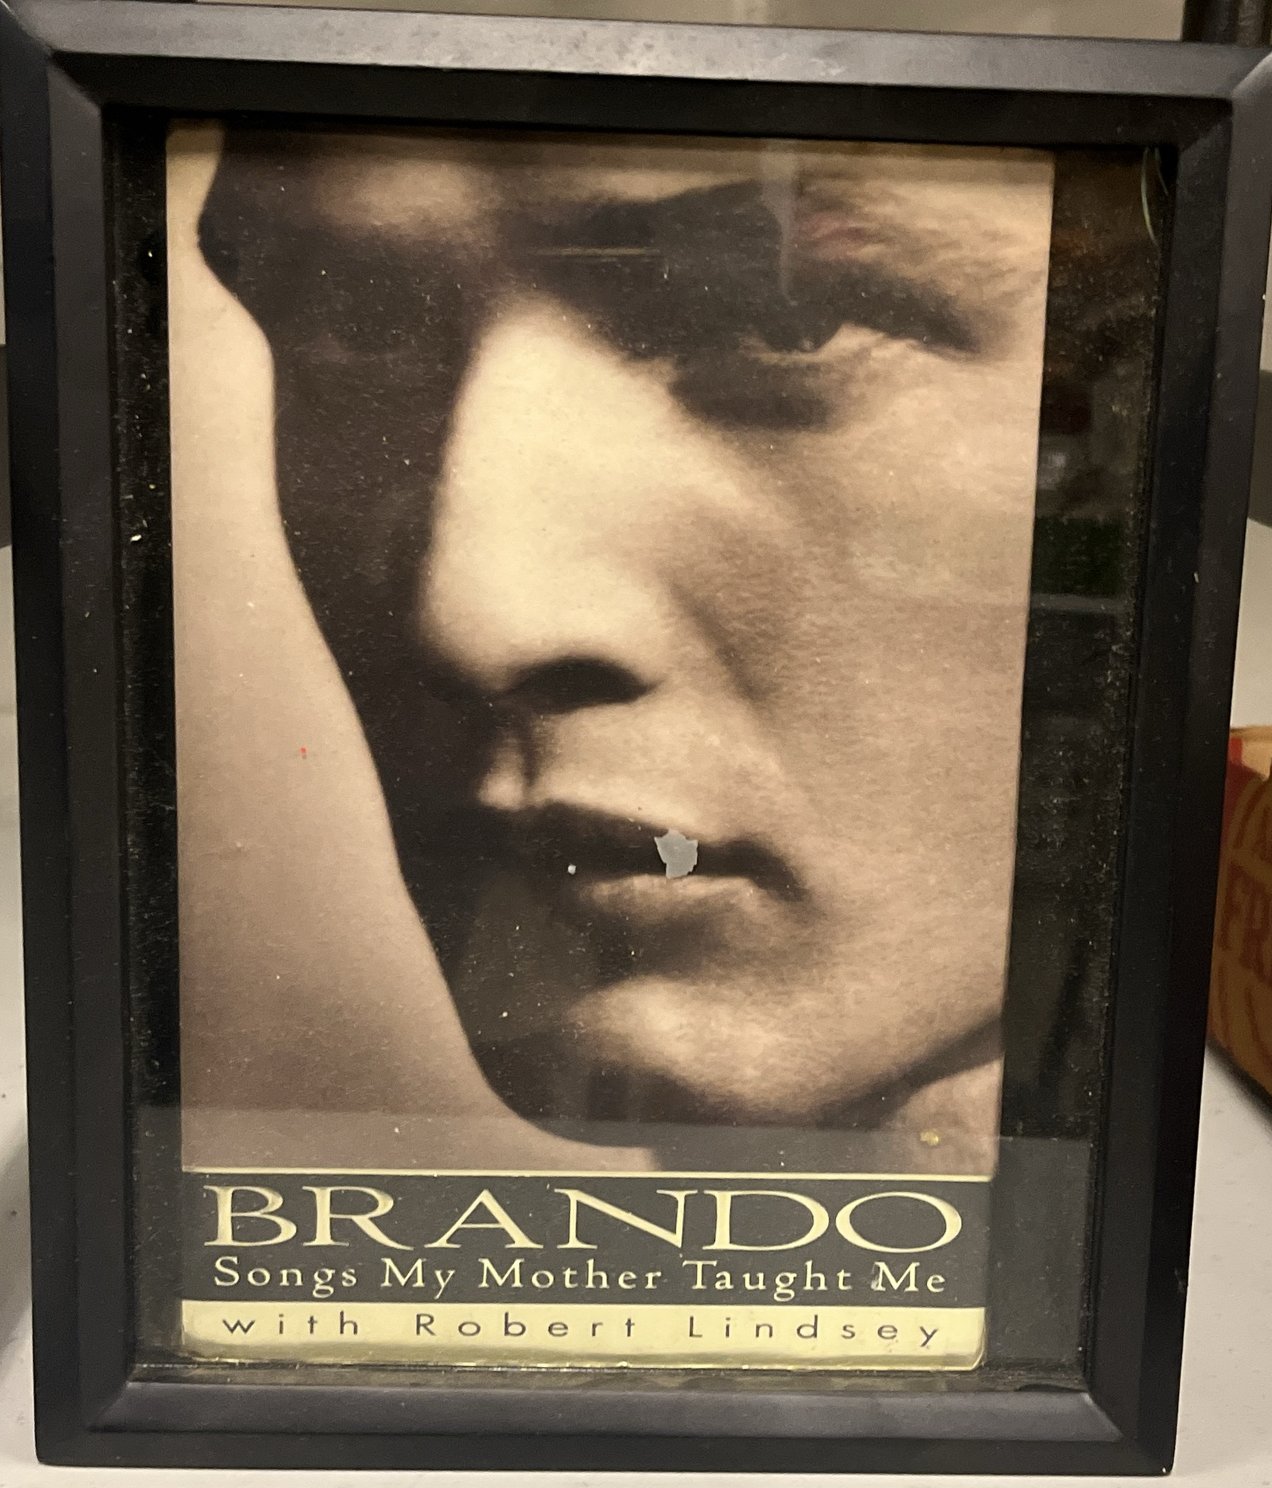 BRANDO
Songs My Mother Taught Me
with Robert Lindsey